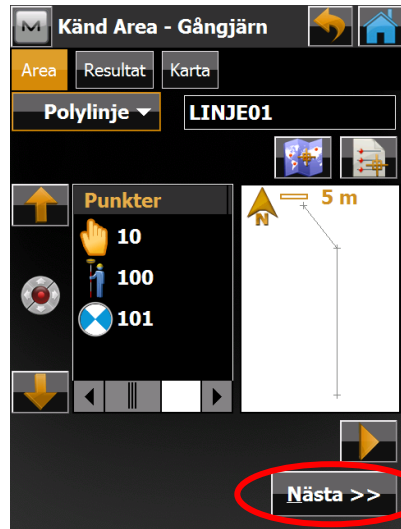 Känd Area - Gångjärn
Area Resultat Karta
Polylinje LINJE01
Punkter
10
100
101
N
5 m
Nästa >>